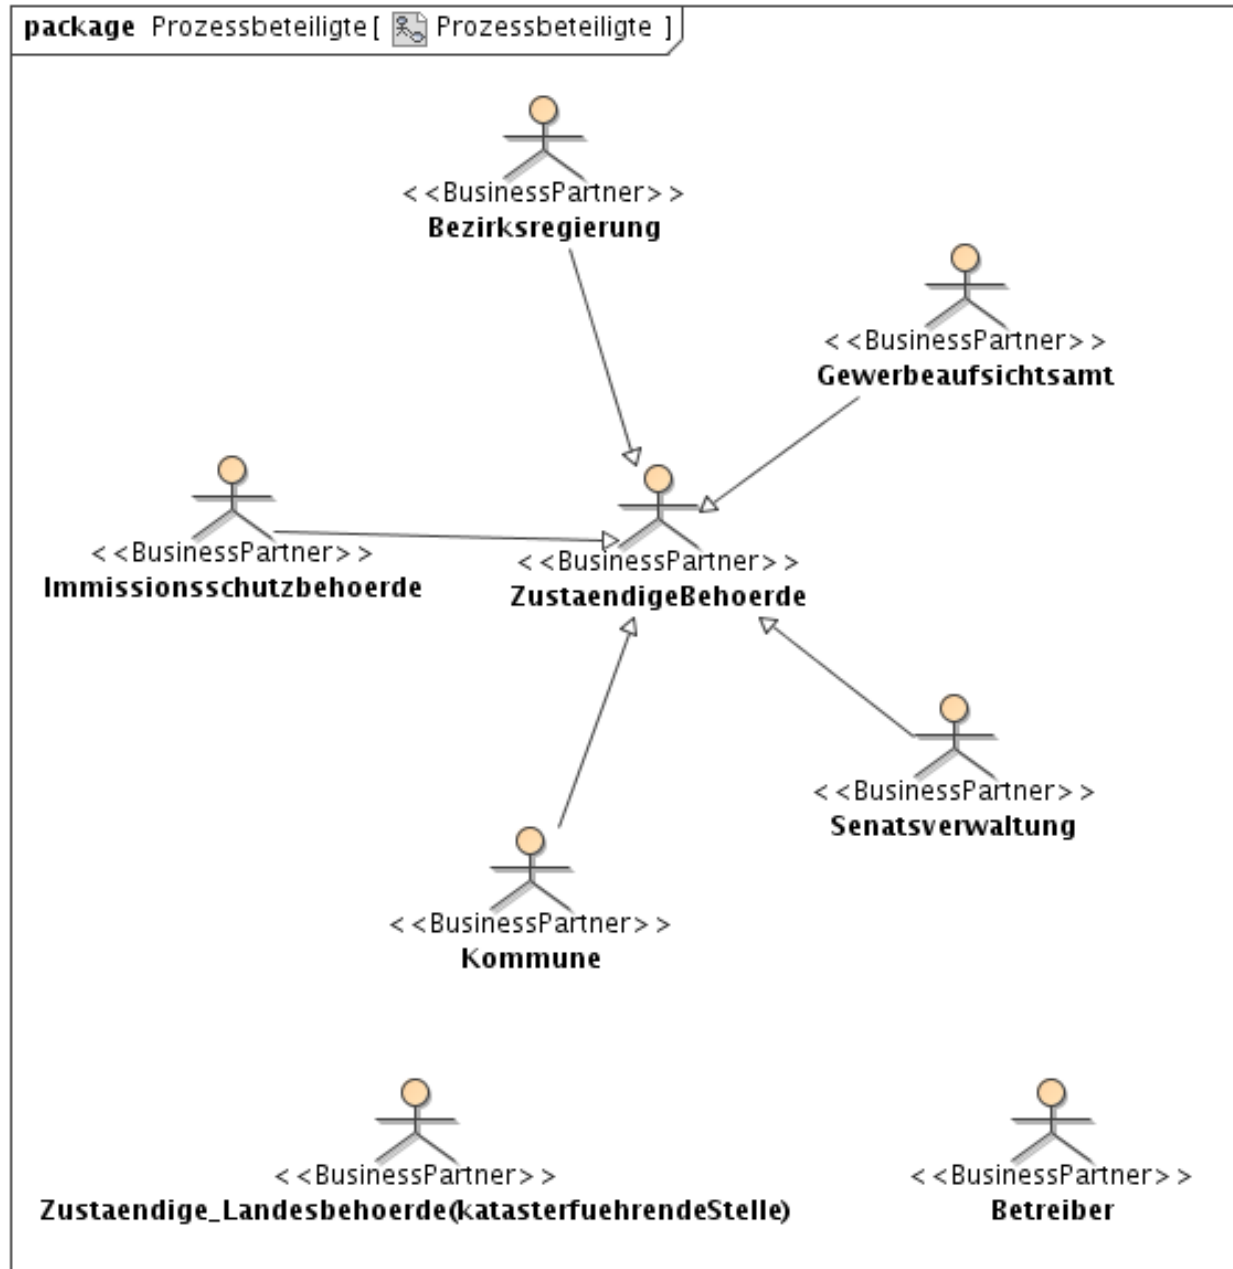 package Prozessbeteiligte [ Prozessbeteiligte ]
<<BusinessPartner>>
Bezirksregierung
<<BusinessPartner>>
Gewerbeaufsichtsamt
<<BusinessPartner>>
Immissionsschutzbehoerde
<<BusinessPartner>>
ZustaendigeBehoerde
<<BusinessPartner>>
Senatsverwaltung
<<BusinessPartner>>
Kommune
<<BusinessPartner>>
Zustaendige_Landesbehoerde(katasterfuehrendeStelle)
<<BusinessPartner>>
Betreiber